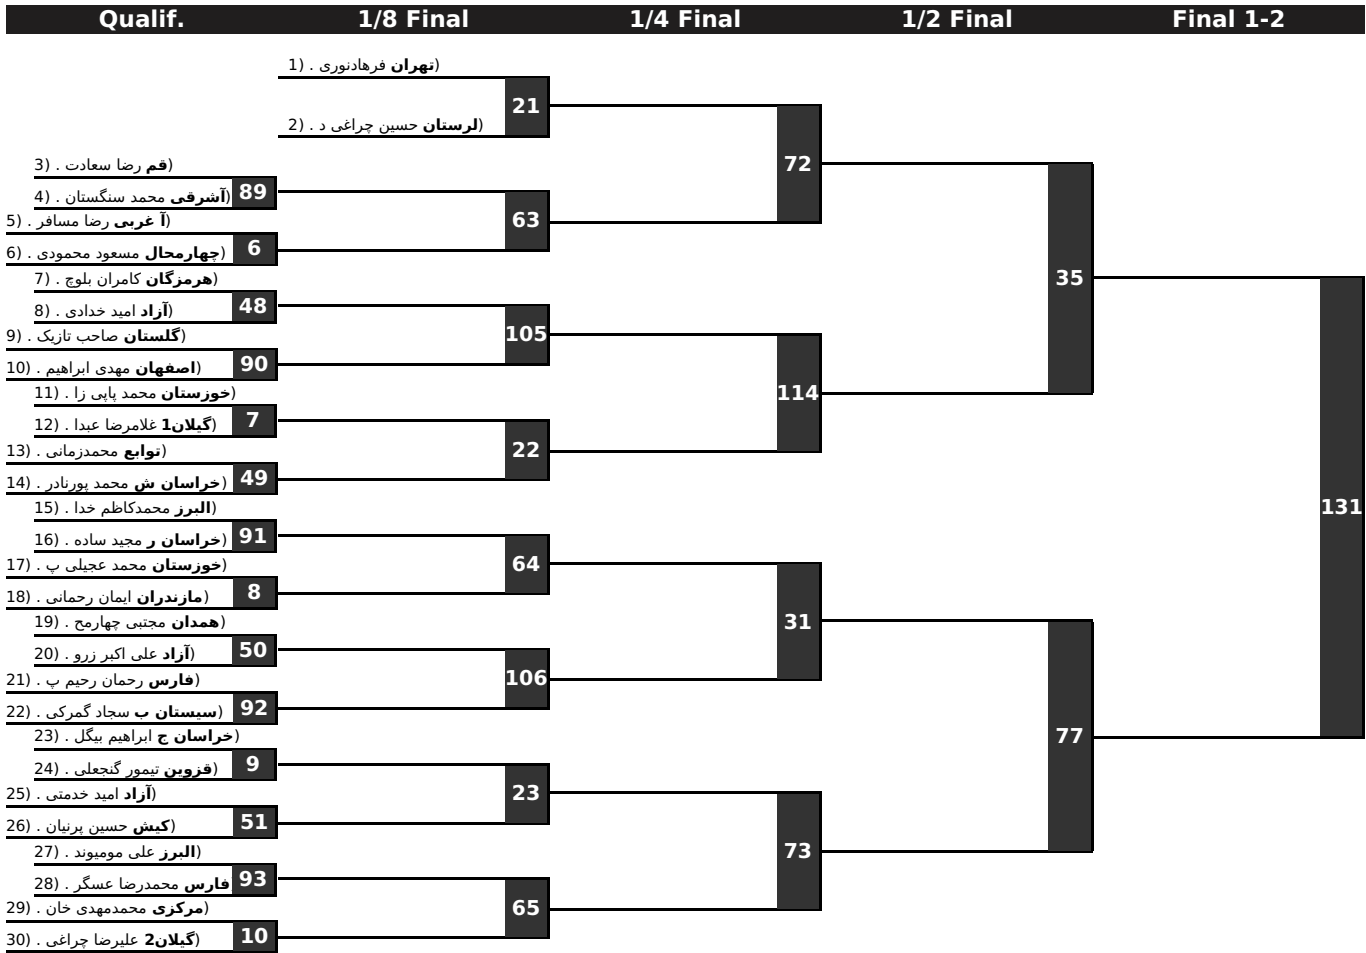 Qualif. 1/8 Final 1/4 Final 1/2 Final Final 1-2
1) . فرهادنوری تهران)
21
2) . حسین چراغی د لرستان)
72
3) . رضا سعادت قم)
89
4) . محمد سنگستان آشرقی)
63
5) . رضا مسافر آ غربی)
6
6) . مسعود محمودی چهارمحال)
35
7) . کامران بلوچ هرمزگان)
48
8) . امید خدادی آزاد)
105
9) . صاحب تازیک گلستان)
90
10) . مهدی ابراهیم اصفهان)
114
11) . محمد پاپی زا خوزستان)
7
12) . غلامرضا عبدا گیلان1)
22
13) . محمدزمانی توابع)
49
14) . محمد پورنادر خراسان ش)
131
15) . محمدکاظم خدا البرز)
91
16) . مجید ساده خراسان ر)
64
17) . محمد عجیلی پ خوزستان)
8
18) . ایمان رحمانی مازندران)
31
19) . مجتبی چهارمح همدان)
50
20) . علی اکبر زرو آزاد)
106
21) . رحمان رحیم پ فارس)
92
22) . سجاد گمرکی سیستان ب)
77
23) . ابراهیم بیگل خراسان ج)
9
24) . تیمور گنجعلی قزوین)
23
25) . امید خدمتی آزاد)
51
26) . حسین پرنیان کیش)
73
27) . علی مومیوند البرز)
93
28) . محمدرضا عسگر فارس)
65
29) . محمدمهدی خان مرکزی)
10
30) . علیرضا چراغی گیلان2)